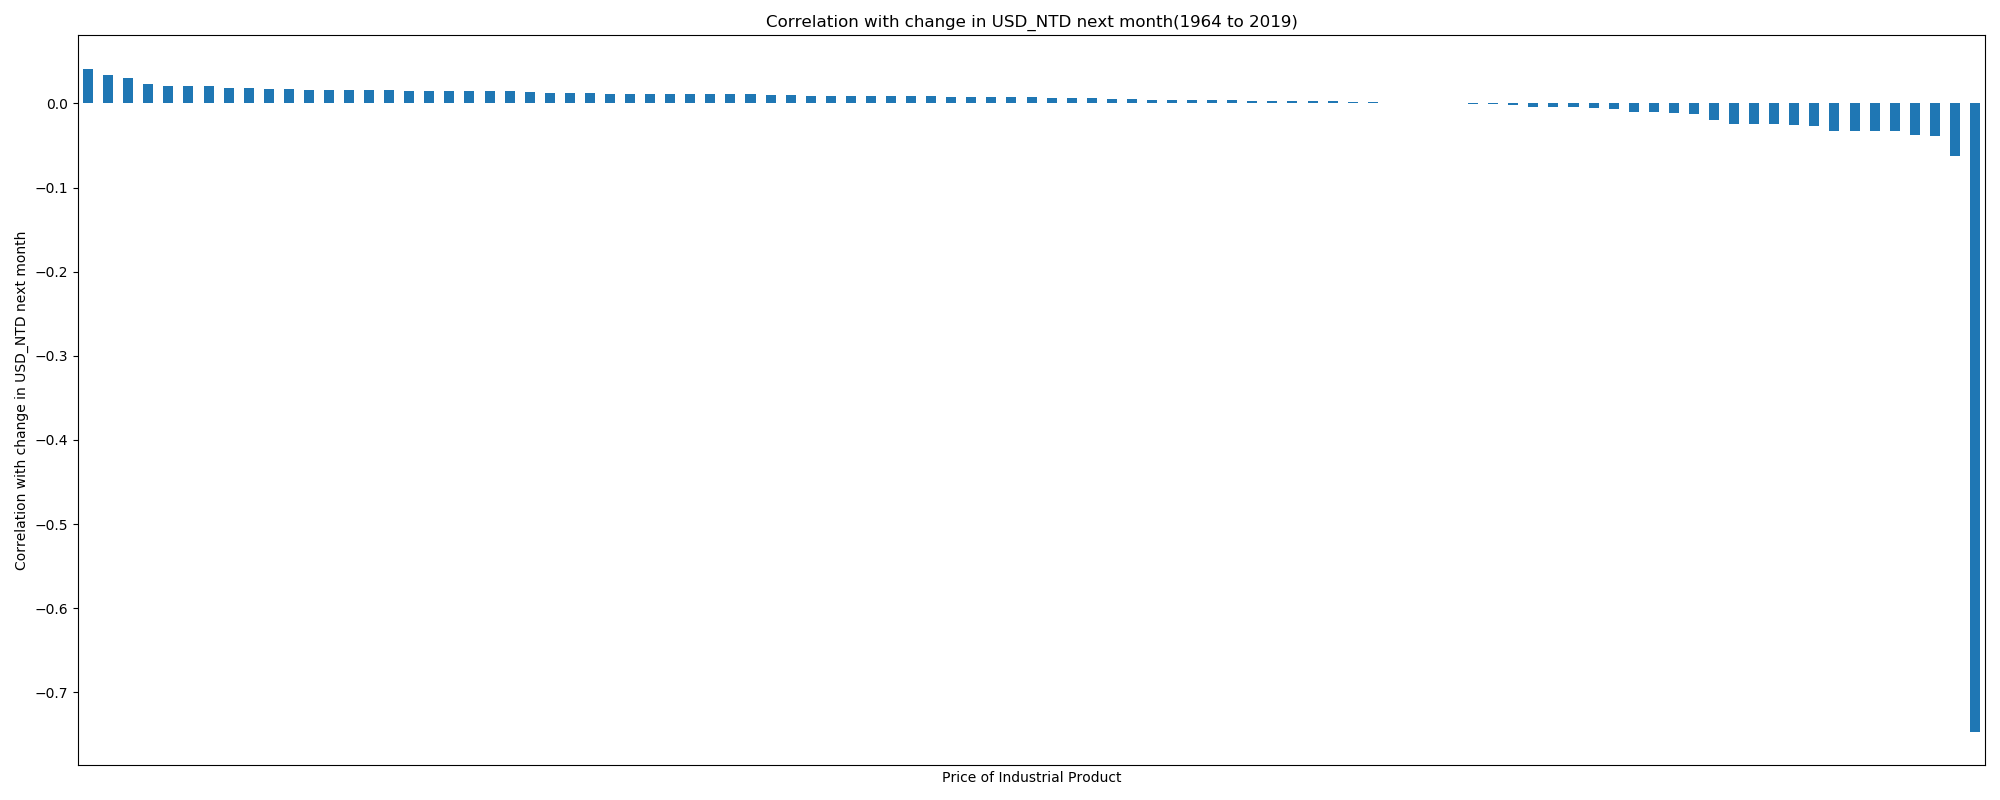 Correlation with change in USD_NTD next month(1964 to 2019)
0.0
−0.1
−0.2
−0.3
−0.4
−0.5
−0.6
−0.7
Correlation with change in USD_NTD next month
Price of Industrial Product